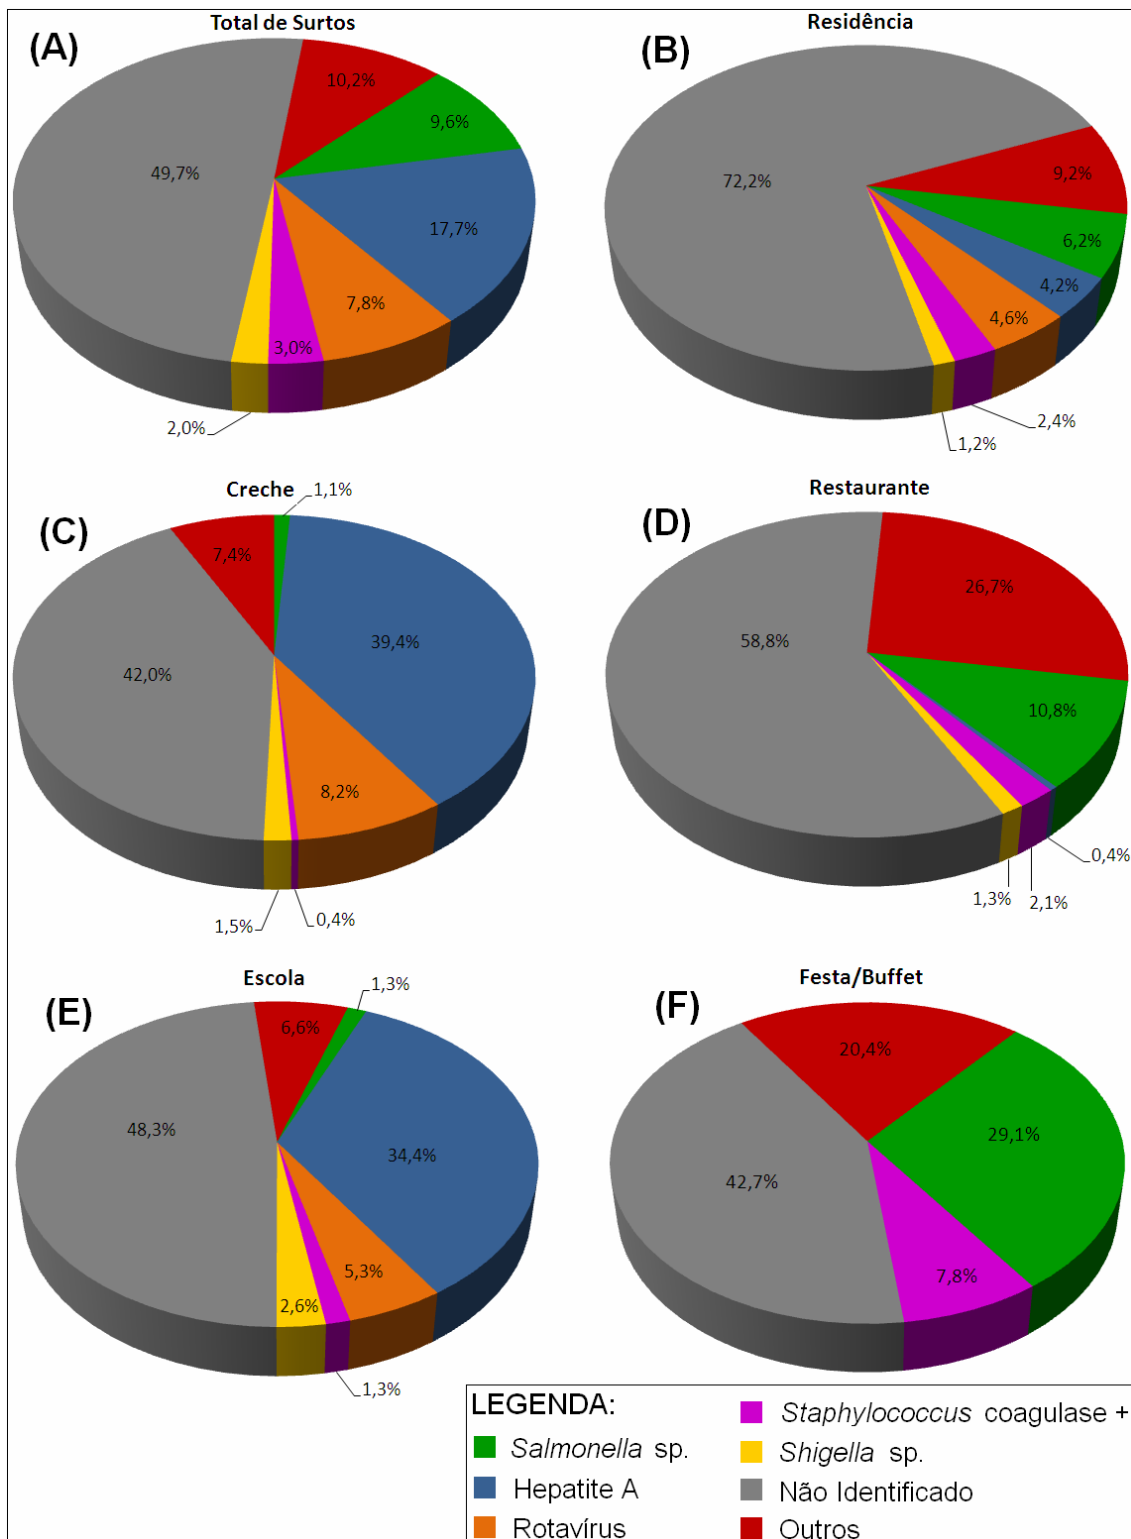 Total de Surtos
(A)
10,2%
9,6%
49,7%
17,7%
7,8%
3,0%
2,0%
Residência
(B)
72,2%
9,2%
6,2%
4,2%
4,6%
2,4%
1,2%
Creche
1,1%
(C)
7,4%
39,4%
42,0%
8,2%
1,5%
0,4%
Restaurante
(D)
26,7%
58,8%
10,8%
0,4%
1,3%
2,1%
Escola
1,3%
(E)
6,6%
48,3%
34,4%
5,3%
2,6%
1,3%
Festa/Buffet
(F)
20,4%
29,1%
42,7%
7,8%
LEGENDA:
Salmonella sp.
Hepatite A
Rotavírus
Staphylococcus coagulase +
Shigella sp.
Não Identificado
Outros